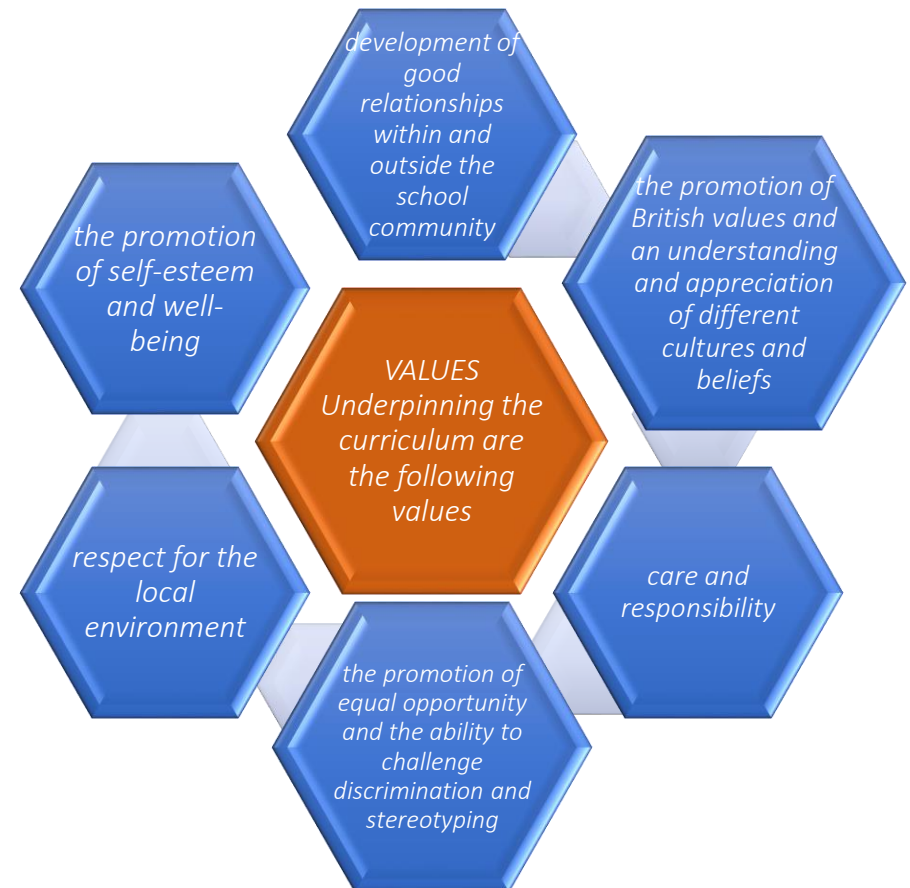 development of
good
relationships
within and
outside the
school
community
the promotion of
British values and
an understanding
and appreciation
of different
cultures and
beliefs
the promotion
of self-esteem
and well-
being
VALUES
Underpinning the
curriculum are
the following
values
respect for the
local
environment
care and
responsibility
the promotion of
equal opportunity
and the ability to
challenge
discrimination and
stereotyping